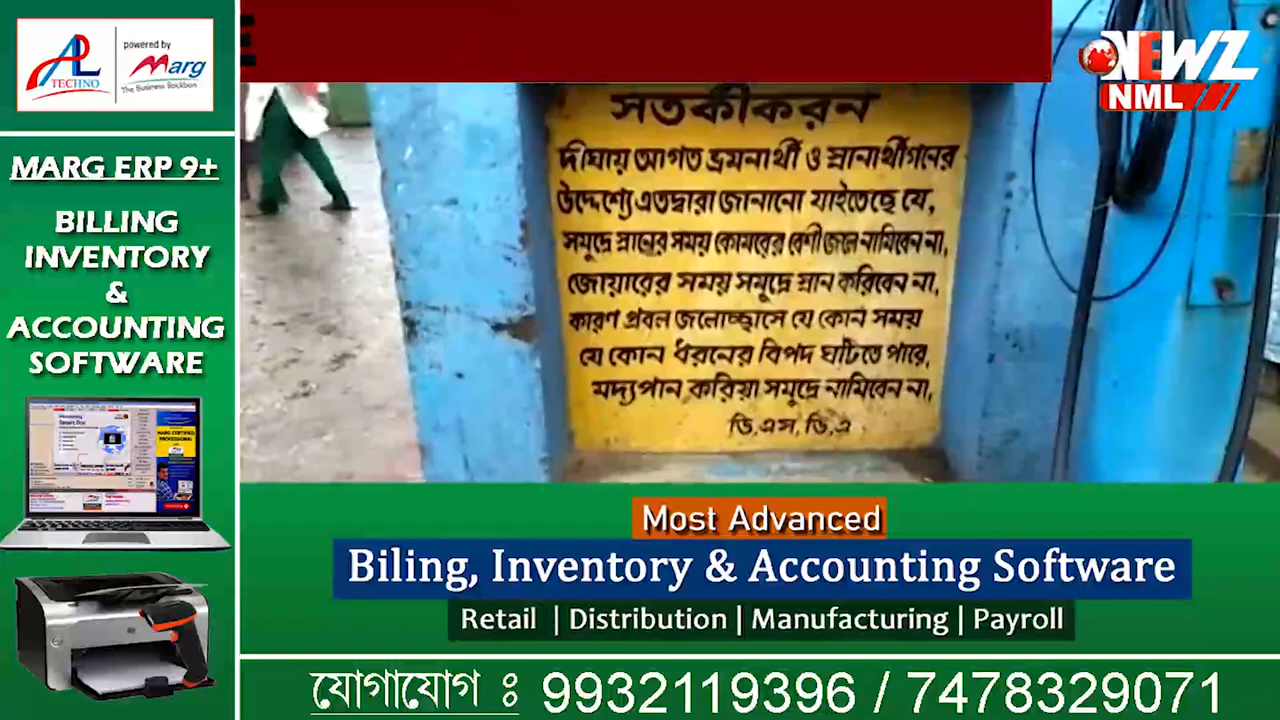 APL
TECHNO
powered by
Marg
The Business Backbon
NEWZ
NML
MARG ERP 9+
BILLING
INVENTORY
&
ACCOUNTING
SOFTWARE
সতর্কীকরন
দীঘায় আগত ভ্রমনার্থী ও স্নানার্থীগনের
উদ্দেশ্যে এতদ্বারা জানানো যাইতেছে যে,
সমুদ্রে স্নানের সময় কোমরের বেশী জলে নামিবেন না,
জোয়ারের সময় সমুদ্রে স্নান করিবেন না,
কারণ প্রবল জলোচ্ছাসে যে কোন সময়
যে কোন ধরনের বিপদ ঘটিতে পারে,
মদ্যপান করিয়া সমুদ্রে নামিবেন না,
ডি,এস,ডি,এ
Most Advanced
Biling, Inventory & Accounting Software
Retail | Distribution | Manufacturing | Payroll
যোগাযোগ ঃ 9932119396 / 7478329071